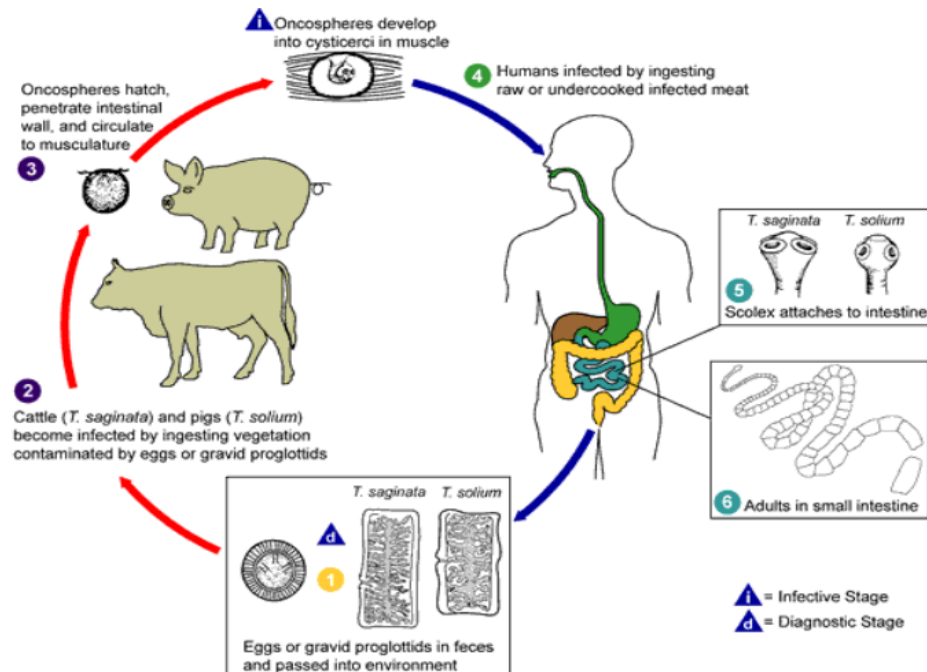 i
Oncospheres develop
into cysticerci in muscle
4
Humans infected by ingesting
raw or undercooked infected meat
Oncospheres hatch,
penetrate intestinal
wall, and circulate
to musculature
3
T. saginata T. solium
5
Scolex attaches to intestine
6
Adults in small intestine
2
Cattle (T. saginata) and pigs (T. solium)
become infected by ingesting vegetation
contaminated by eggs or gravid proglottids
T. saginata T. solium
d
1
Eggs or gravid proglottids in feces
and passed into environment
i = Infective Stage
d = Diagnostic Stage